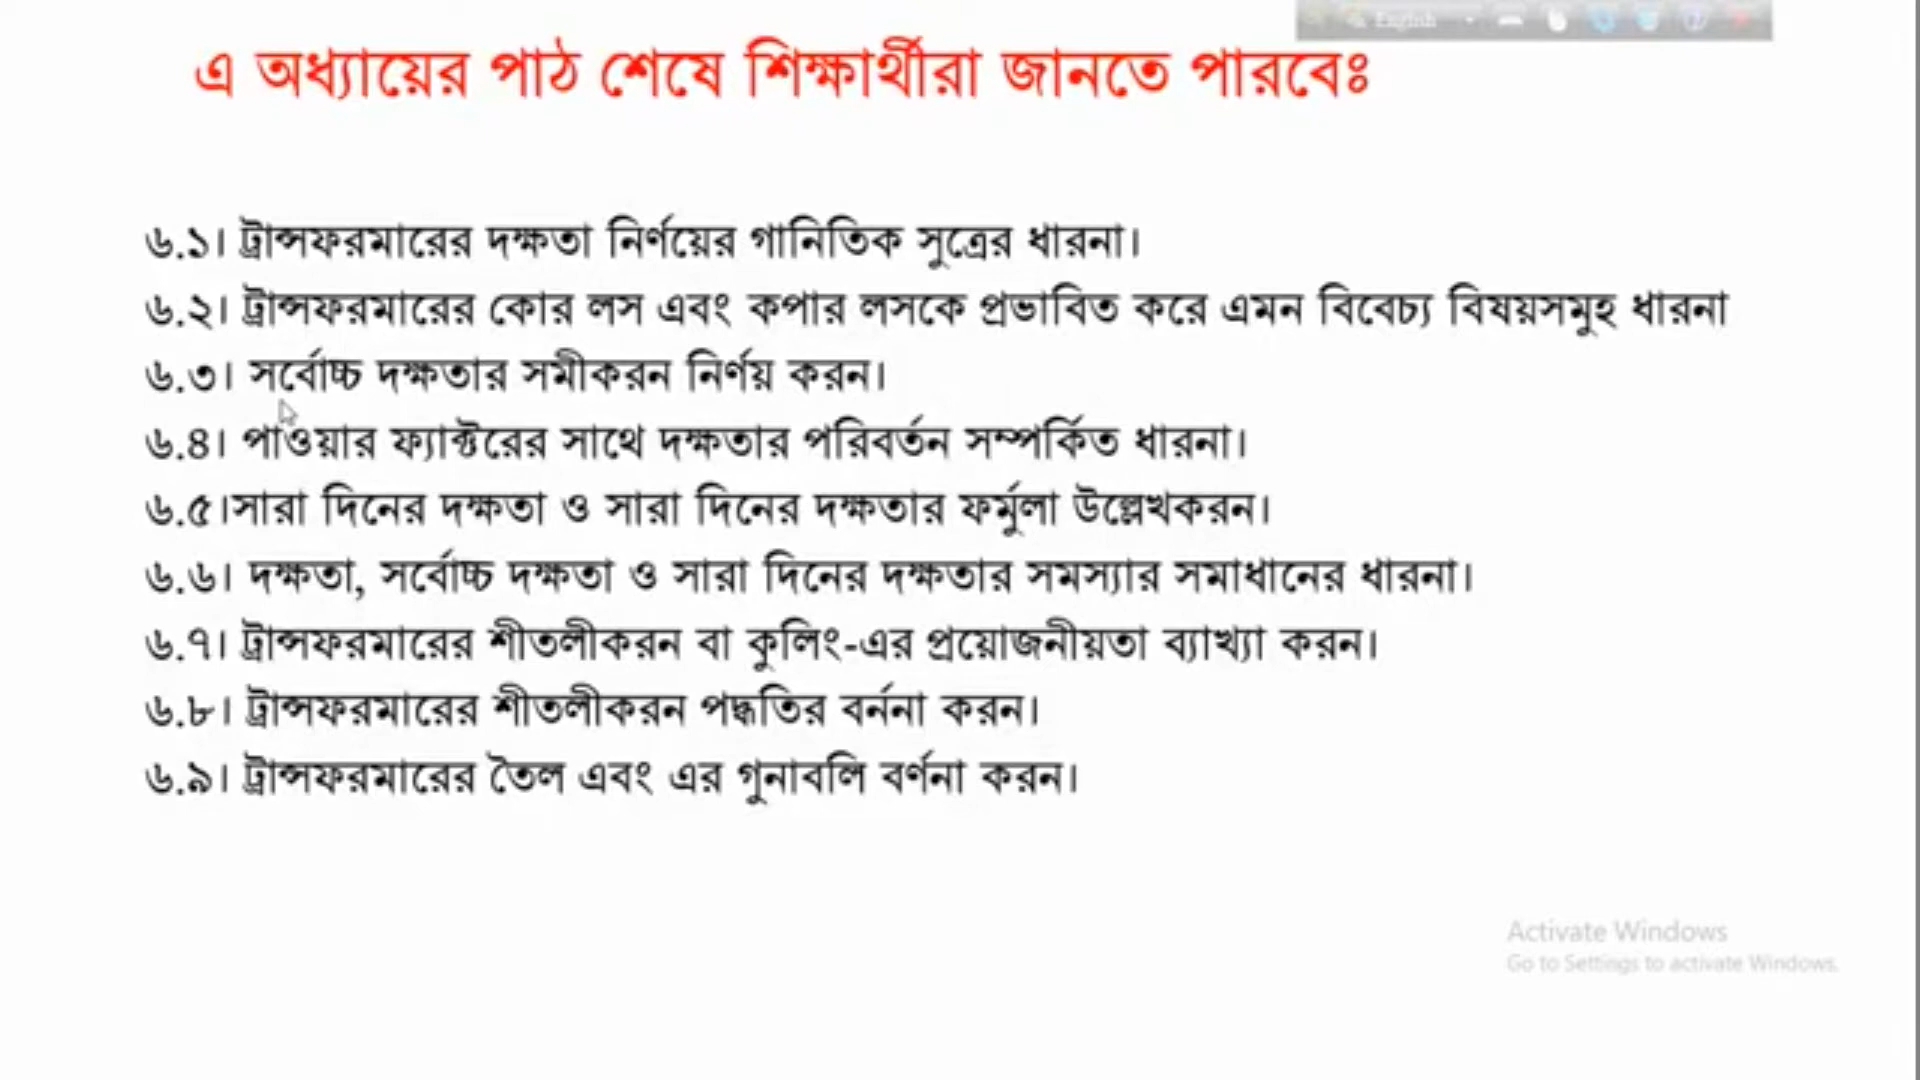 English
এ অধ্যায়ের পাঠ শেষে শিক্ষার্থীরা জানতে পারবেঃ
৬.১। ট্রান্সফরমারের দক্ষতা নির্ণয়ের গানিতিক সুত্রের ধারনা।
৬.২। ট্রান্সফরমারের কোর লস এবং কপার লসকে প্রভাবিত করে এমন বিবেচ্য বিষয়সমুহ ধারনা
৬.৩। সর্বোচ্চ দক্ষতার সমীকরন নির্ণয় করন।
৬.৪। পাওয়ার ফ্যাক্টরের সাথে দক্ষতার পরিবর্তন সম্পর্কিত ধারনা।
৬.৫।সারা দিনের দক্ষতা ও সারা দিনের দক্ষতার ফর্মুলা উল্লেখকরন।
৬.৬। দক্ষতা, সর্বোচ্চ দক্ষতা ও সারা দিনের দক্ষতার সমস্যার সমাধানের ধারনা।
৬.৭। ট্রান্সফরমারের শীতলীকরন বা কুলিং-এর প্রয়োজনীয়তা ব্যাখ্যা করন।
৬.৮। ট্রান্সফরমারের শীতলীকরন পদ্ধতির বর্ননা করন।
৬.৯। ট্রান্সফরমারের তৈল এবং এর গুনাবলি বর্ণনা করন।
Activate Windows
Go to Settings to activate Windows.